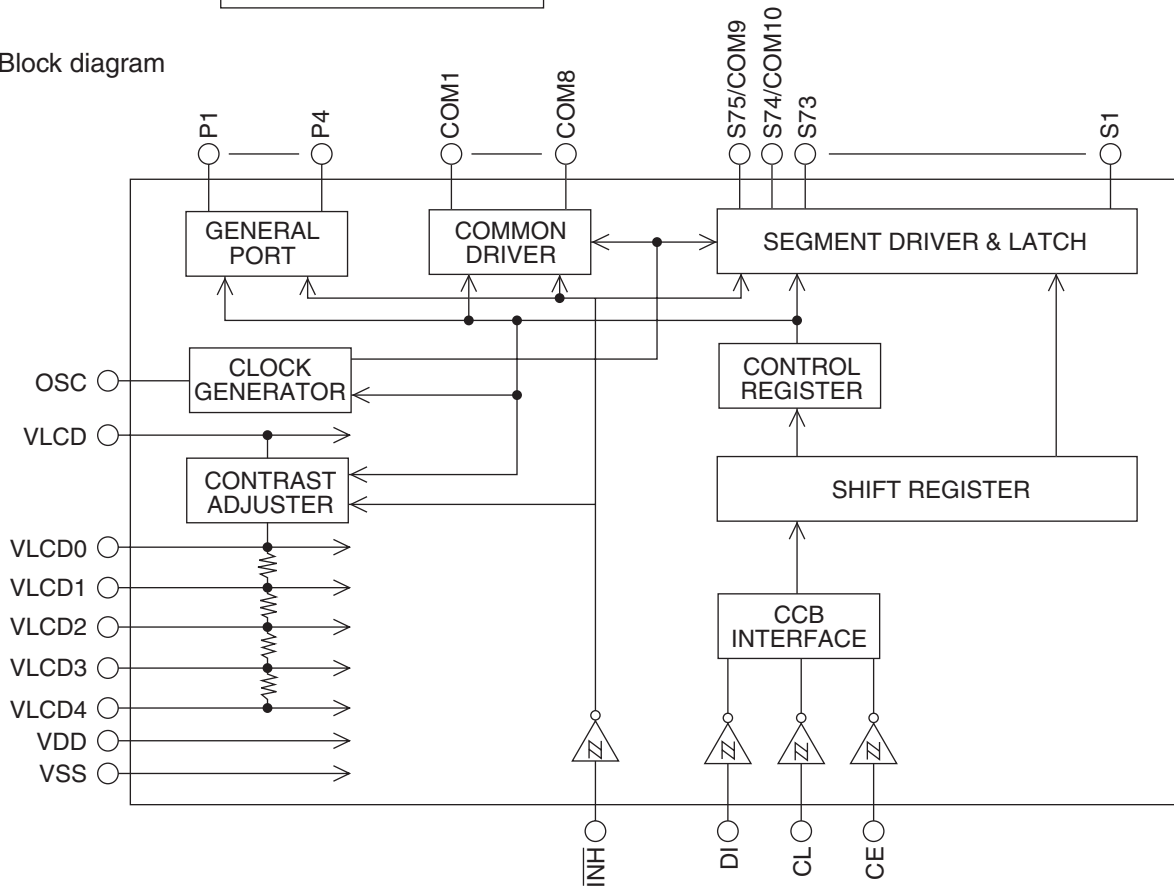 Block diagram
P1
P4
COM1
COM8
S75/COM9
S74/COM10
S73
S1
GENERAL
PORT
COMMON
DRIVER
SEGMENT DRIVER & LATCH
OSC
CLOCK
GENERATOR
CONTROL
REGISTER
VLCD
CONTRAST
ADJUSTER
SHIFT REGISTER
VLCD0
VLCD1
VLCD2
VLCD3
VLCD4
VDD
VSS
CCB
INTERFACE
INH
DI
CL
CE